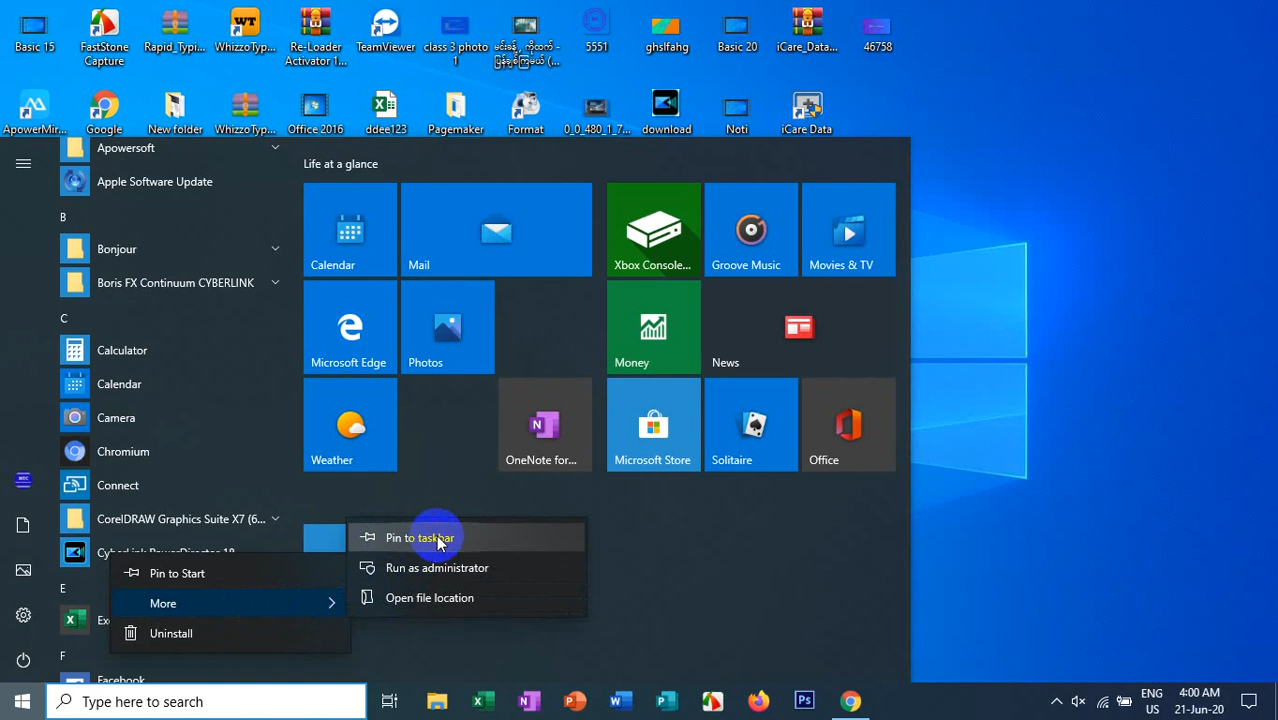 Basic 15
FastStone
Capture
Rapid_Typi...
WhizzoTyp...
Re-Loader
Activator 1...
TeamViewer
class 3 photo
1
5551
ghslfahg
Basic 20
iCare_Data...
46758
ApowerMir...
Google
New folder
WhizzoTyp...
Office 2016
ddee123
Pagemaker
Format
0_0_480_1_7...
download
Noti
iCare Data
Apowersoft
Apple Software Update
B
Bonjour
Boris FX Continuum CYBERLINK
C
Calculator
Calendar
Camera
Chromium
Connect
CorelDRAW Graphics Suite X7 (6...
CyberLink PowerDirector 18
E
F
Facebook
Life at a glance
Calendar
Mail
Xbox Console...
Groove Music
Movies & TV
Microsoft Edge
Photos
Money
News
Weather
OneNote for...
Microsoft Store
Solitaire
Office
Pin to Start
More
Uninstall
Pin to taskbar
Run as administrator
Open file location
Type here to search
ENG
US
4:00 AM
21-Jun-20